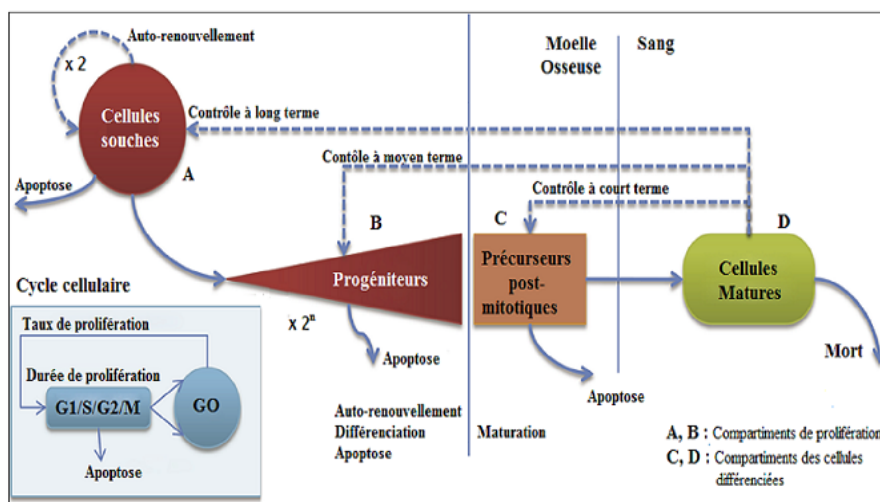 Auto-renouvellement
x 2
Cellules
souches
A
Apoptose
Moelle
Osseuse
Sang
Contrôle à long terme
Contôle à moyen terme
Contrôle à court terme
B
Progéniteurs
x 2ⁿ
Apoptose
C
Précurseurs
post-
mitotiques
Apoptose
D
Cellules
Matures
Mort
Cycle cellulaire
Taux de prolifération
Durée de prolifération
G1/S/G2/M
GO
Apoptose
Auto-renouvellement
Différenciation
Apoptose
Maturation
A, B : Compartiments de prolifération
C, D : Compartiments des cellules
différenciées